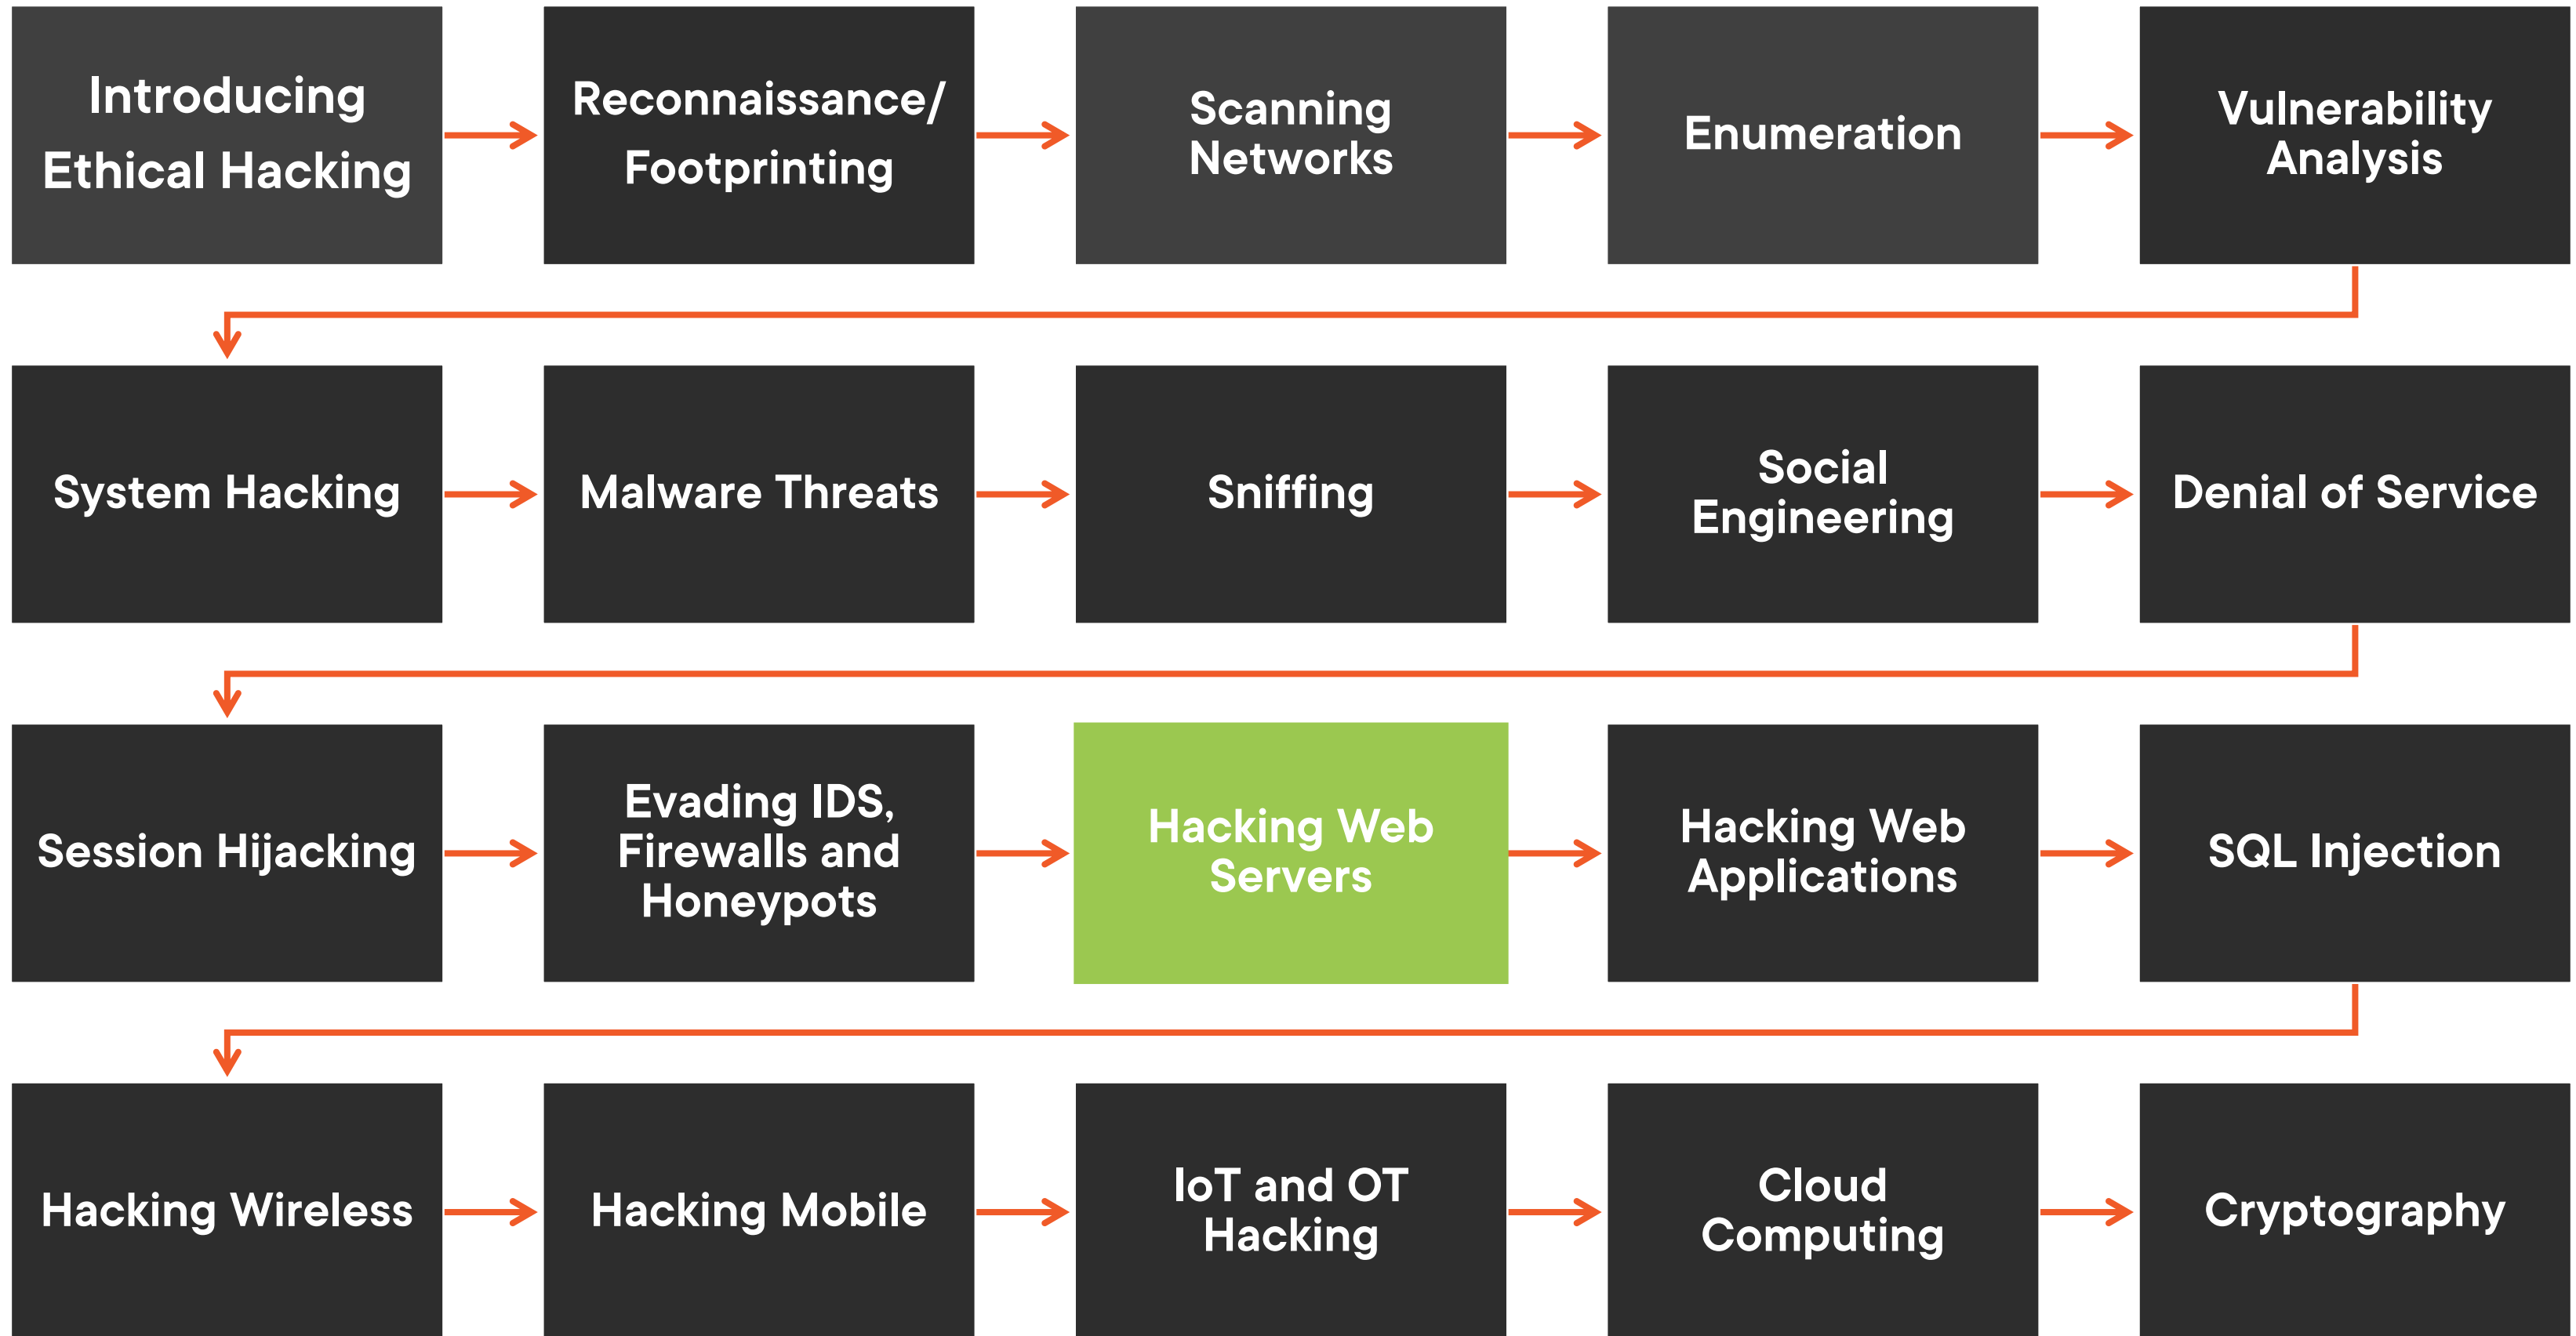 Introducing
Ethical Hacking
Reconnaissance/
Footprinting
Scanning
Networks
Enumeration
Vulnerability
Analysis
System Hacking
Malware Threats
Sniffing
Social
Engineering
Denial of Service
Session Hijacking
Evading IDS,
Firewalls and
Honeypots
Hacking Web
Servers
Hacking Web
Applications
SQL Injection
Hacking Wireless
Hacking Mobile
IoT and OT
Hacking
Cloud
Computing
Cryptography